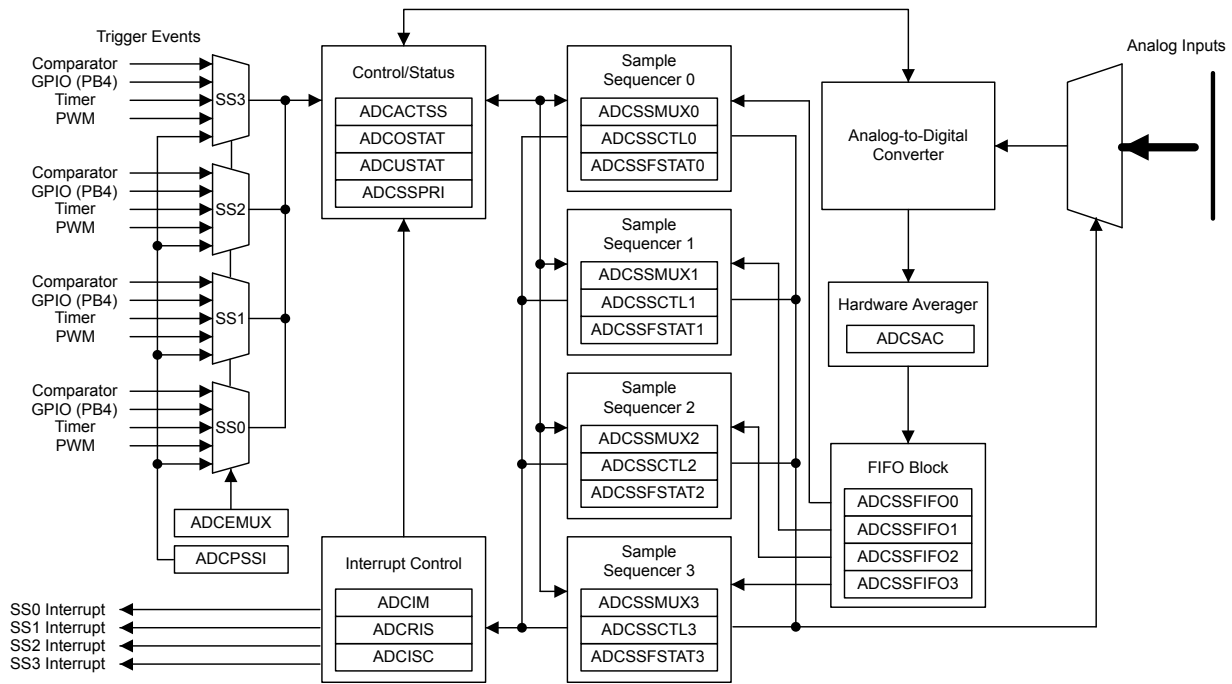 Trigger Events
Comparator
GPIO (PB4)
Timer
PWM
SS3
Comparator
GPIO (PB4)
Timer
PWM
SS2
Comparator
GPIO (PB4)
Timer
PWM
SS1
Comparator
GPIO (PB4)
Timer
PWM
SS0
ADCEMUX
ADCPSSI
SS0 Interrupt
SS1 Interrupt
SS2 Interrupt
SS3 Interrupt
Control/Status
ADCACTSS
ADCOSTAT
ADCUSTAT
ADCSSPRI
Interrupt Control
ADCIM
ADCRIS
ADCISC
Sample
Sequencer 0
ADCSSMUX0
ADCSSCTL0
ADCSSFSTAT0
Sample
Sequencer 1
ADCSSMUX1
ADCSSCTL1
ADCSSFSTAT1
Sample
Sequencer 2
ADCSSMUX2
ADCSSCTL2
ADCSSFSTAT2
Sample
Sequencer 3
ADCSSMUX3
ADCSSCTL3
ADCSSFSTAT3
Analog-to-Digital
Converter
Hardware Averager
ADCSAC
FIFO Block
ADCSSFIFO0
ADCSSFIFO1
ADCSSFIFO2
ADCSSFIFO3
Analog Inputs